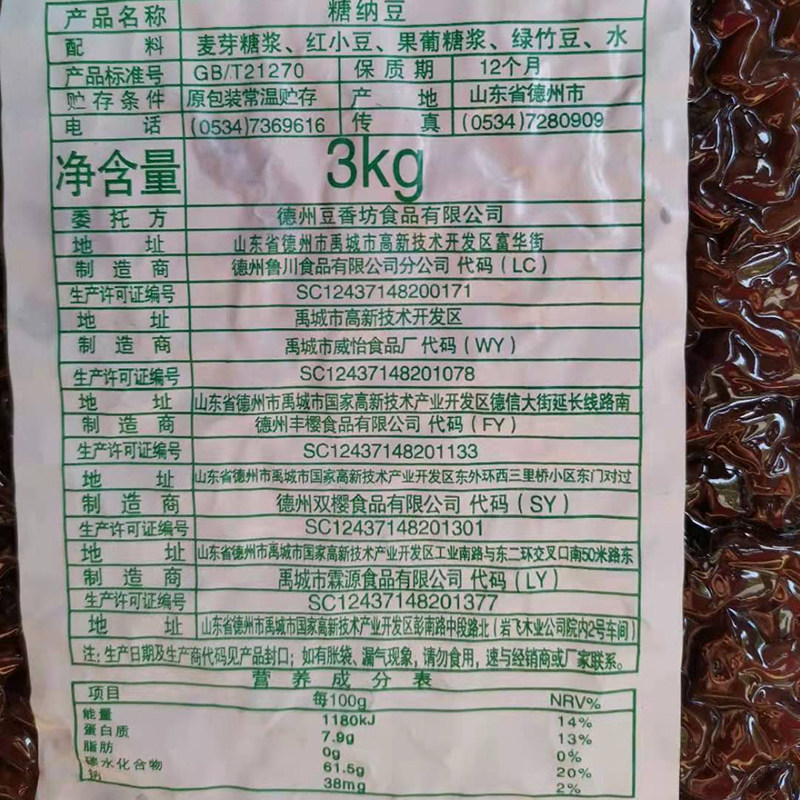 产品名称 糖纳豆
配料 麦芽糖浆、红小豆、果葡糖浆、绿竹豆、水
产品标准号 GB/T21270 保质期 12个月
贮存条件 原包装常温贮存 产地 山东省德州市
电话 (0534)7369616 传真 (0534)7280909
净含量 3kg
委托方 德州豆香坊食品有限公司
地址 山东省德州市禹城市高新技术开发区富华街
制造商 德州鲁川食品有限公司分公司 代码(LC)
生产许可证编号 SC12437148200171
地址 禹城市高新技术开发区
制造商 禹城市威怡食品厂 代码(WY)
生产许可证编号 SC12437148201078
地址 山东省德州市禹城市国家高新技术产业开发区德信大街延长线路南
制造商 德州丰樱食品有限公司 代码(FY)
生产许可证编号 SC12437148201133
地址 山东省德州市禹城市国家高新技术产业开发区东外环西三里桥小区东门对过
制造商 德州双樱食品有限公司 代码(SY)
生产许可证编号 SC12437148201301
地址 山东省德州市禹城市国家高新技术产业开发区工业南路与东二环交叉口南50米路东
制造商 禹城市霖源食品有限公司 代码(LY)
生产许可证编号 SC12437148201377
地址 山东省德州市禹城市国家高新技术产业开发区彭南路中段路北(岩飞木业公司院内2号车间)
注:生产日期及生产商代码见产品封口;如有胀袋、漏气现象,请勿食用,速与经销商或厂家联系。
营养成分表
项目 每100g NRV%
能量 1180kJ 14%
蛋白质 7.9g 13%
脂肪 0g 0%
碳水化合物 61.5g 20%
钠 38mg 2%